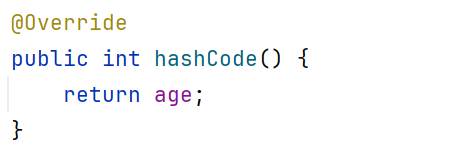 @Override
public int hashCode() {
    return age;
}